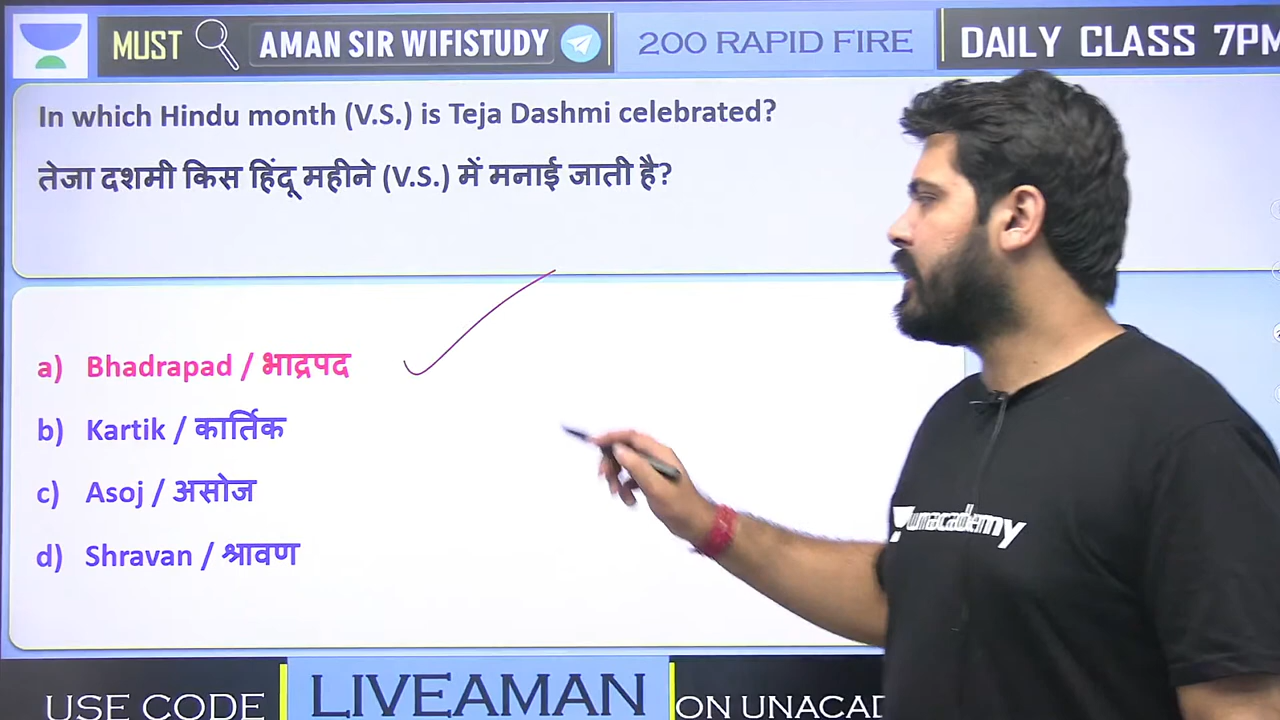 MUST AMAN SIR WIFISTUDY 200 RAPID FIRE DAILY CLASS 7PM
In which Hindu month (V.S.) is Teja Dashmi celebrated?
तेजा दशमी किस हिंदू महीने (V.S.) में मनाई जाती है?
a) Bhadrapad / भाद्रपद
b) Kartik / कार्तिक
c) Asoj / असोज
d) Shravan / श्रावण
unacademy
USE CODE LIVEAMAN ON UNACAD